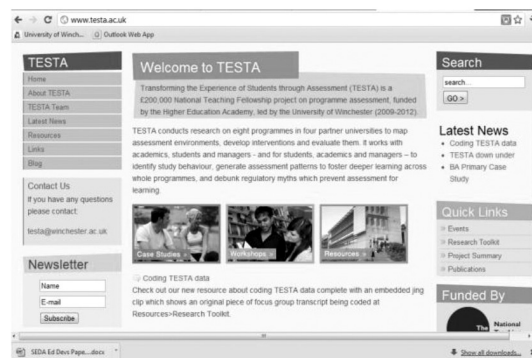 www.testa.ac.uk
University of Winch... Outlook Web App
TESTA
Home
About TESTA
TESTA Team
Latest News
Resources
Links
Blog
Contact Us
If you have any questions
please contact:
testa@winchester.ac.uk
Newsletter
Name
E-mail
Subscribe
Welcome to TESTA
Transforming the Experience of Students through Assessment (TESTA) is a
£200,000 National Teaching Fellowship project on programme assessment, funded
by the Higher Education Academy, led by the University of Winchester (2009-2012).
TESTA conducts research on eight programmes in four partner universities to map
assessment environments, develop interventions and evaluate them. It works with
academics, students and managers - and for students, academics and managers – to
identify study behaviour, generate assessment patterns to foster deeper learning across
whole programmes, and debunk regulatory myths which prevent assessment for
learning.
Case Studies »
Workshops »
Resources »
Coding TESTA data
Check out our new resource about coding TESTA data complete with an embedded jing
clip which shows an original piece of focus group transcript being coded at
Resources>Research Toolkit.
Search
search...
GO >
Latest News
Coding TESTA data
TESTA down under
BA Primary Case
Study
Quick Links
» Events
» Research Toolkit
» Project Summary
» Publications
Funded By
The National
SEDA Ed Devs Pape....docx
Show all downloads...